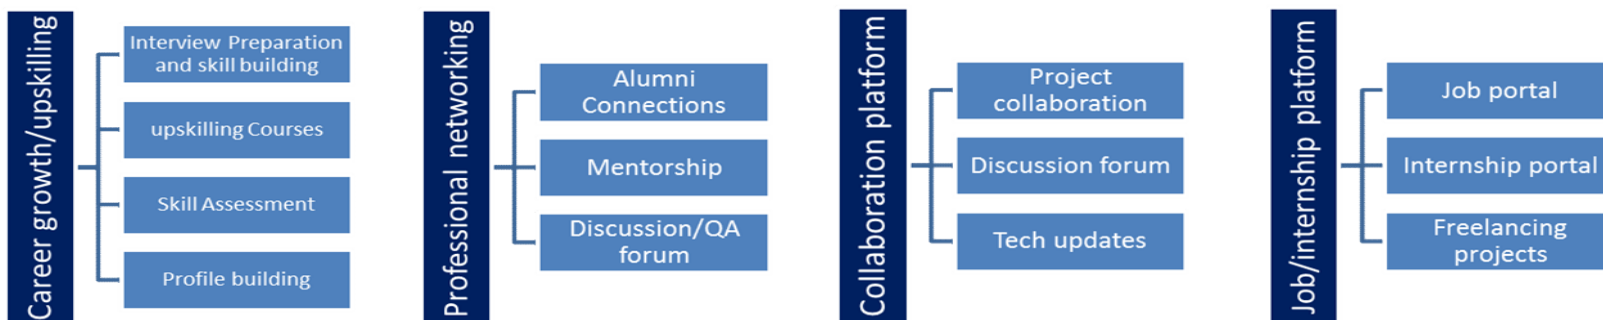 Career growth/upskilling
Interview Preparation
and skill building
upskilling Courses
Skill Assessment
Profile building
Professional networking
Alumni
Connections
Mentorship
Discussion/QA
forum
Collaboration platform
Project
collaboration
Discussion forum
Tech updates
Job/internship platform
Job portal
Internship portal
Freelancing
projects